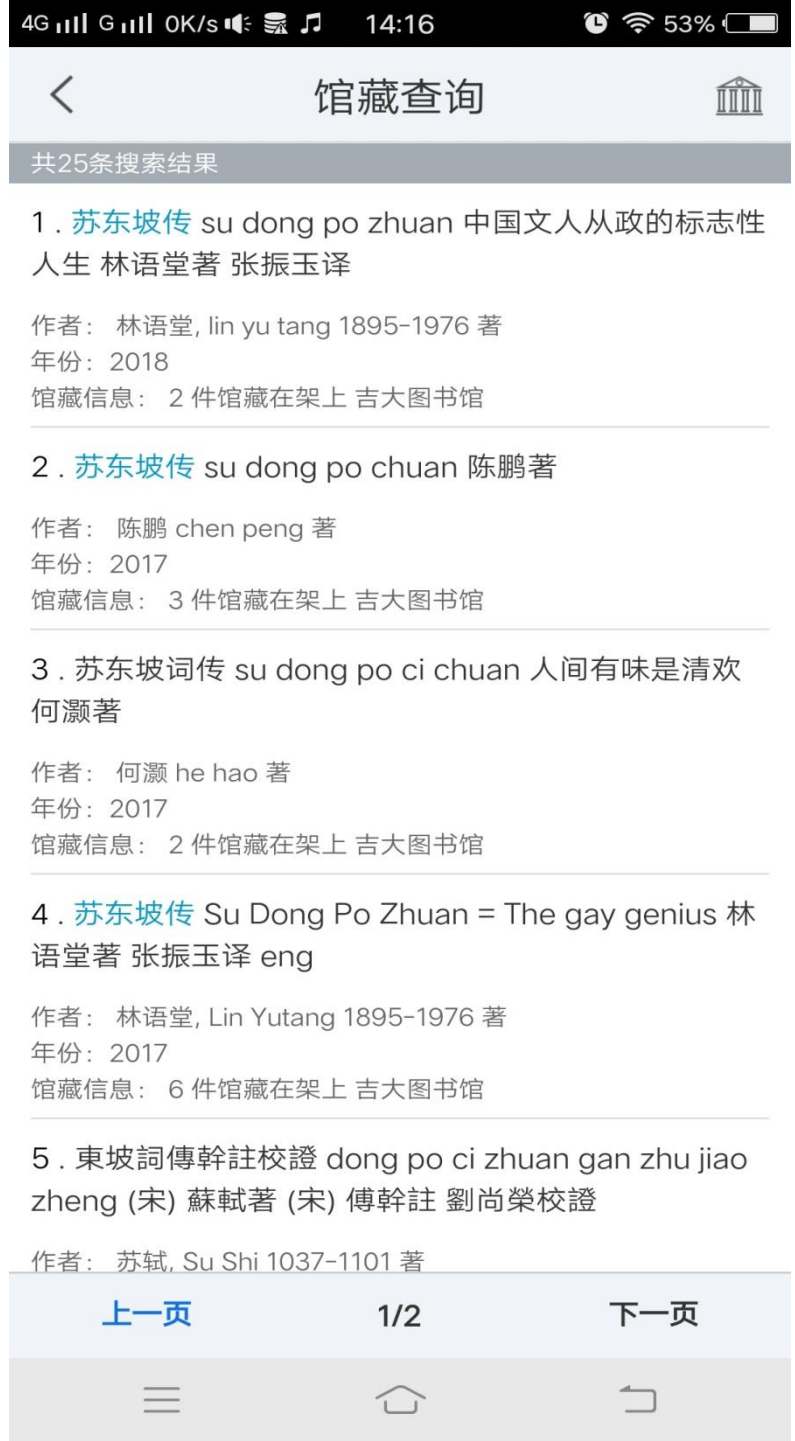 4G G 0K/s 14:16 53%
馆藏查询
共25条搜索结果
1 . 苏东坡传 su dong po zhuan 中国文人从政的标志性
人生 林语堂著 张振玉译
作者： 林语堂, lin yu tang 1895-1976 著
年份：2018
馆藏信息： 2 件馆藏在架上 吉大图书馆
2 . 苏东坡传 su dong po chuan 陈鹏著
作者： 陈鹏 chen peng 著
年份：2017
馆藏信息： 3 件馆藏在架上 吉大图书馆
3 . 苏东坡词传 su dong po ci chuan 人间有味是清欢
何灏著
作者： 何灏 he hao 著
年份：2017
馆藏信息： 2 件馆藏在架上 吉大图书馆
4 . 苏东坡传 Su Dong Po Zhuan = The gay genius 林
语堂著 张振玉译 eng
作者： 林语堂, Lin Yutang 1895-1976 著
年份：2017
馆藏信息： 6 件馆藏在架上 吉大图书馆
5 . 東坡詞傅幹註校證 dong po ci zhuan gan zhu jiao
zheng (宋) 蘇軾著 (宋) 傅幹註 劉尚榮校證
作者： 苏轼, Su Shi 1037-1101 著
上一页 1/2 下一页